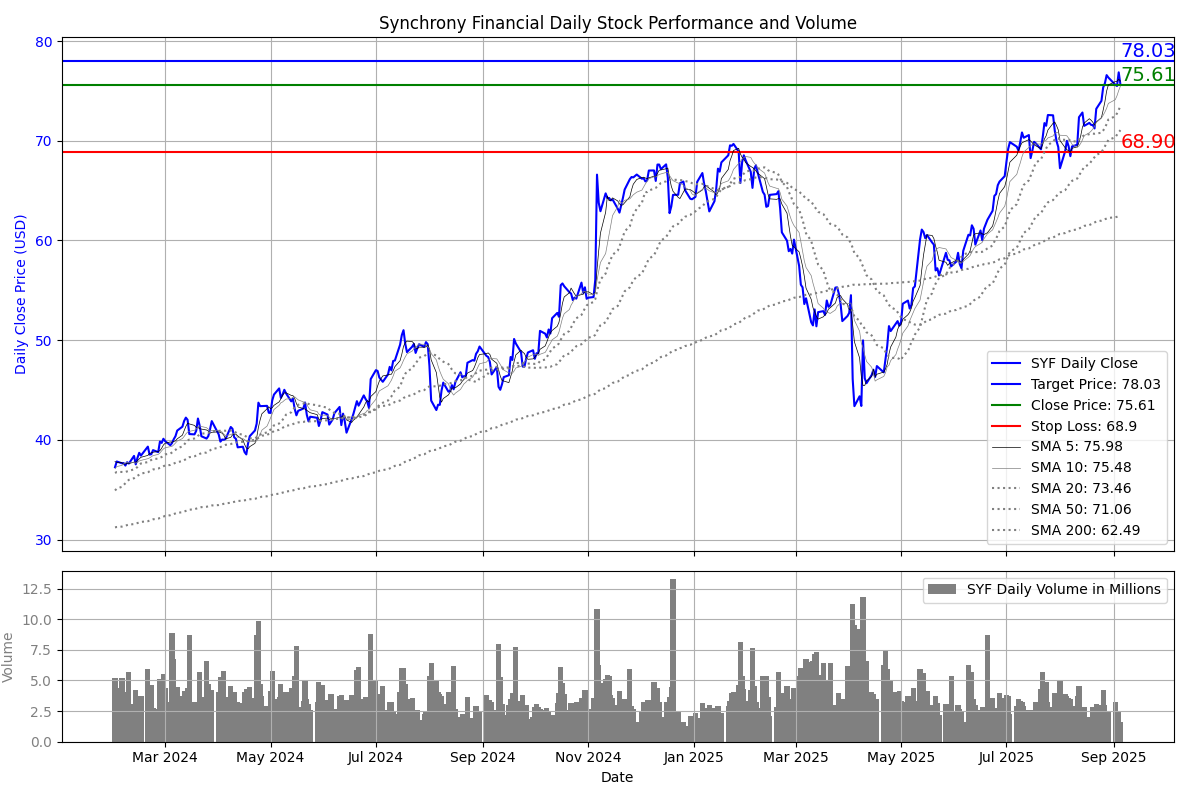 Synchrony Financial Daily Stock Performance and Volume
80
70
60
50
40
30
Daily Close Price (USD)
78.03
75.61
68.90
SYF Daily Close
Target Price: 78.03
Close Price: 75.61
Stop Loss: 68.9
SMA 5: 75.98
SMA 10: 75.48
SMA 20: 73.46
SMA 50: 71.06
SMA 200: 62.49
12.5
10.0
7.5
5.0
2.5
0.0
Volume
SYF Daily Volume in Millions
Mar 2024 May 2024 Jul 2024 Sep 2024 Nov 2024 Jan 2025 Mar 2025 May 2025 Jul 2025 Sep 2025
Date